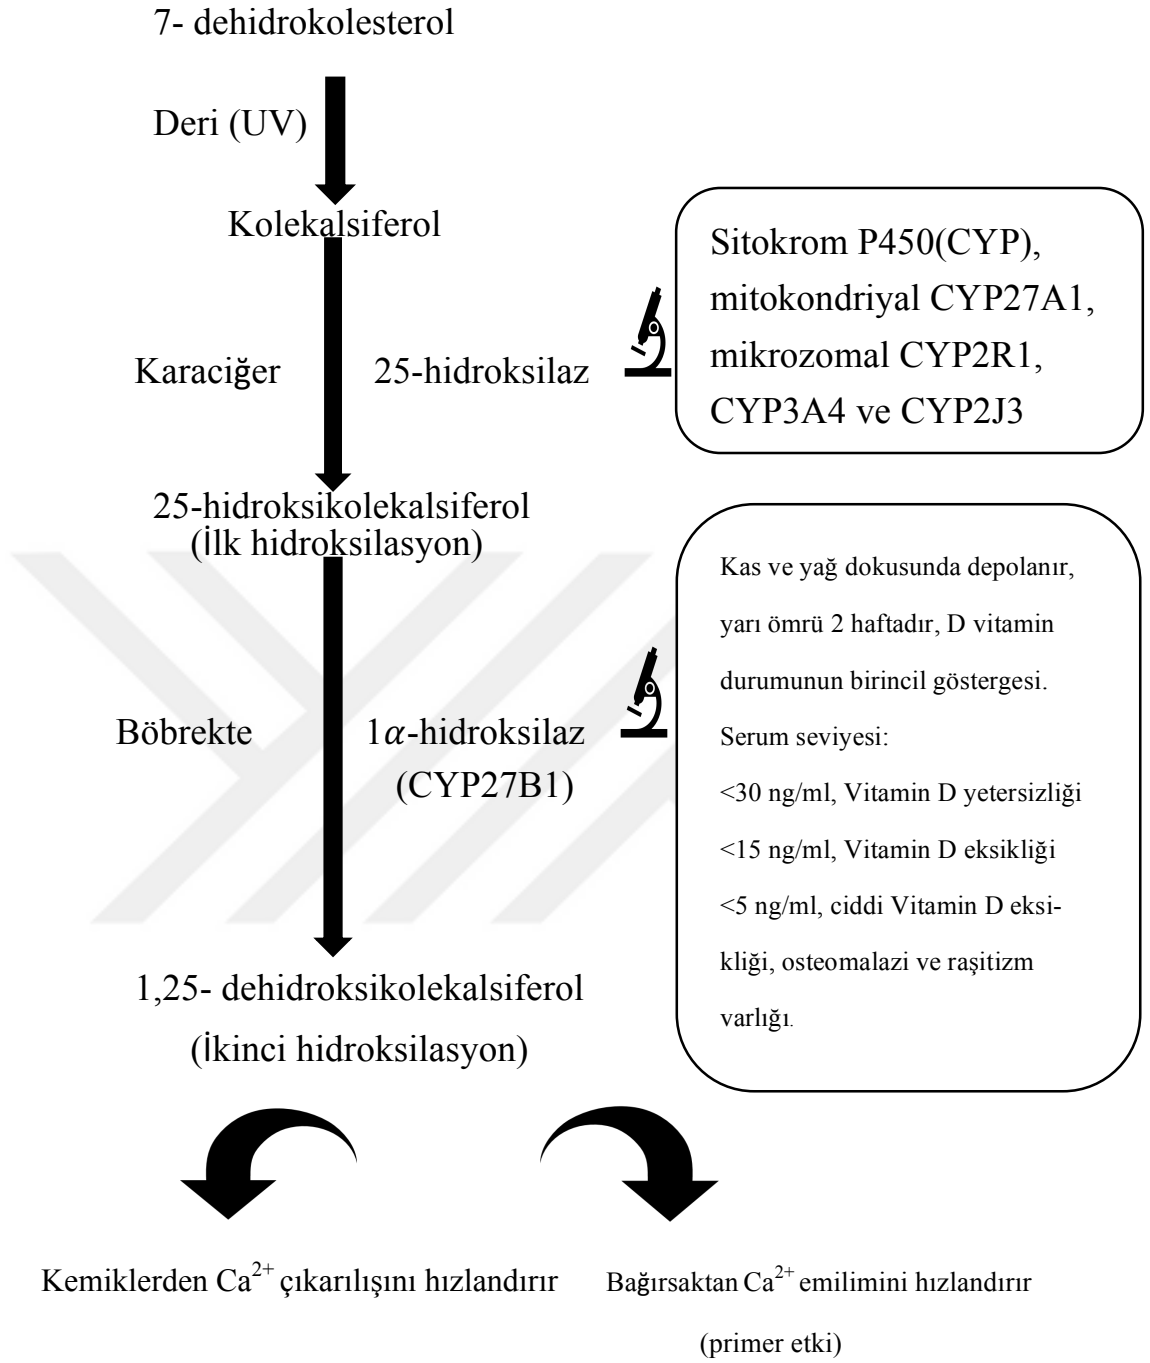 7- dehidrokolesterol
Deri (UV)
Kolekalsiferol
Sitokrom P450(CYP),
mitokondriyal CYP27A1,
mikrozomal CYP2R1,
CYP3A4 ve CYP2J3
Karaciğer 25-hidroksilaz
25-hidroksikolekalsiferol
(İlk hidroksilasyon)
Kas ve yağ dokusunda depolanır,
yarı ömrü 2 haftadır, D vitamin
durumunun birincil göstergesi.
Serum seviyesi:
<30 ng/ml, Vitamin D yetersizliği
<15 ng/ml, Vitamin D eksikliği
<5 ng/ml, ciddi Vitamin D eksi-
kliği, osteomalazi ve raşitizm
varlığı.
Böbrekte 1α-hidroksilaz
(CYP27B1)
1,25- dehidroksikolekalsiferol
(İkinci hidroksilasyon)
Kemiklerden Ca²⁺ çıkarılışını hızlandırır
Bağırsaktan Ca²⁺ emilimini hızlandırır
(primer etki)